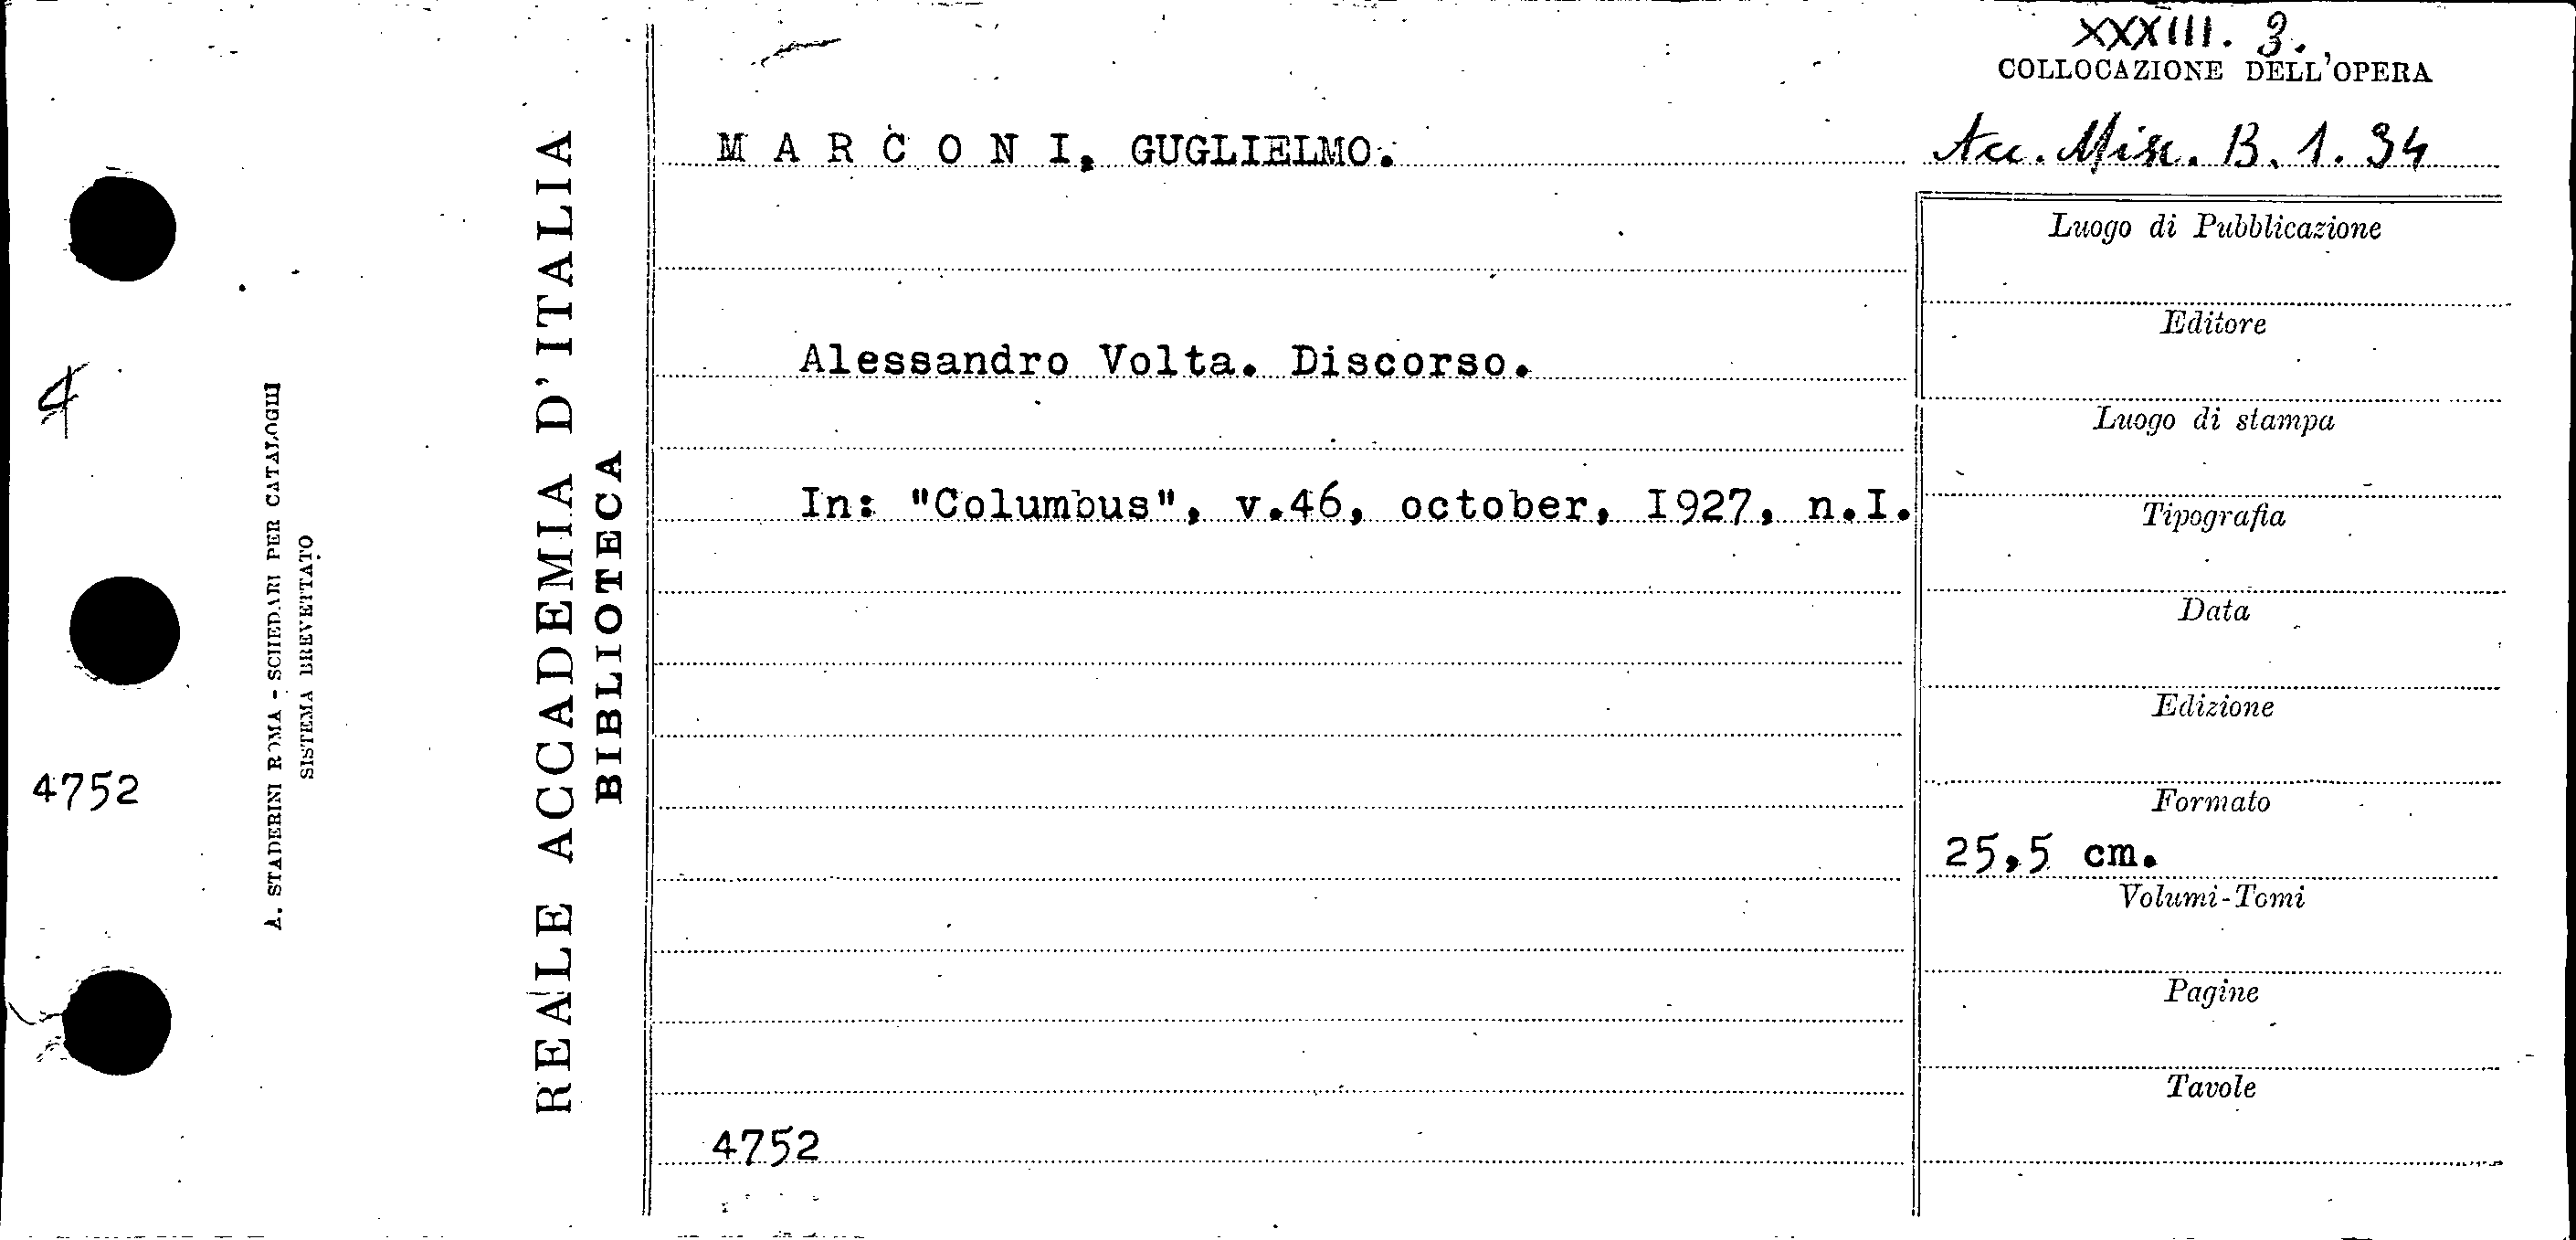 XXXIII. 3.
COLLOCAZIONE DELL'OPERA
Acc. Misc. B. 1. 34
M A R C O N I, GUGLIELMO.
Alessandro Volta. Discorso.
In: "Columbus", v.46, october, I927, n.I.
4752
Luogo di Pubblicazione
Editore
Luogo di stampa
Tipografia
Data
Edizione
Formato
25,5 cm.
Volumi-Tomi
Pagine
Tavole
REALE ACCADEMIA D'ITALIA
BIBLIOTECA
A. STADERINI ROMA - SCHEDARI PER CATALOGHI
SISTEMA BREVETTATO
4
4752